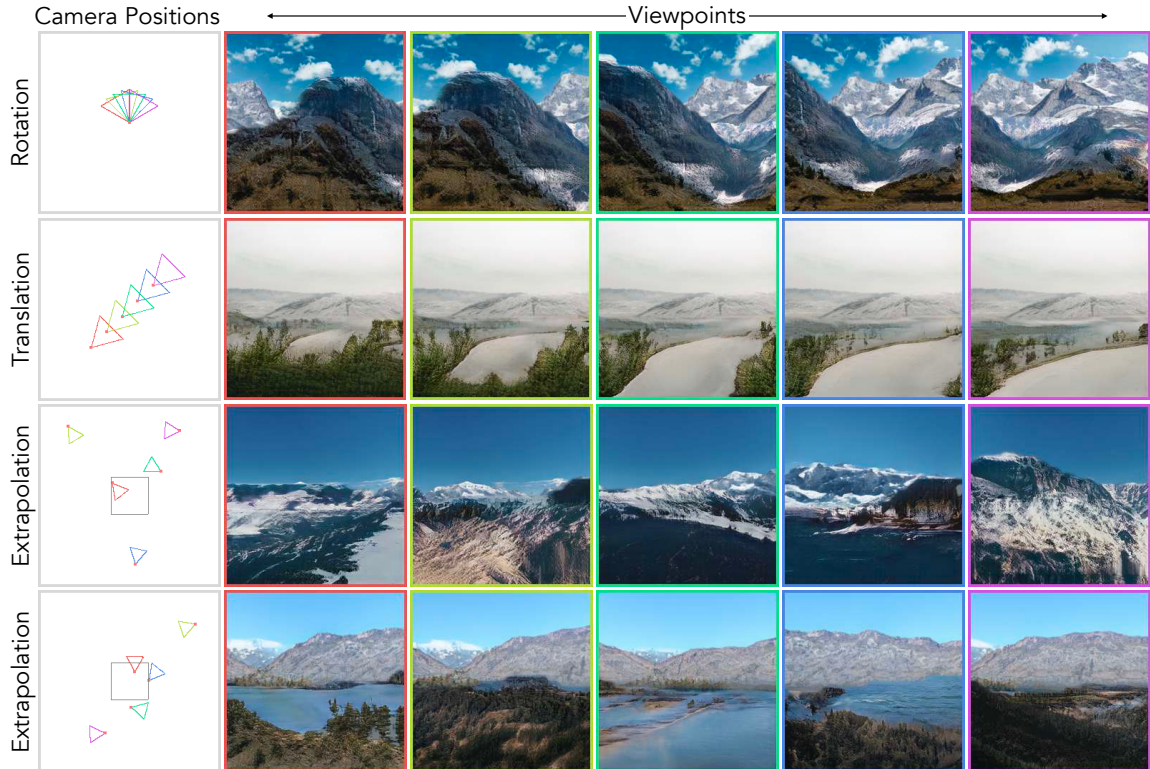 Camera Positions
Viewpoints
Rotation
Translation
Extrapolation
Extrapolation